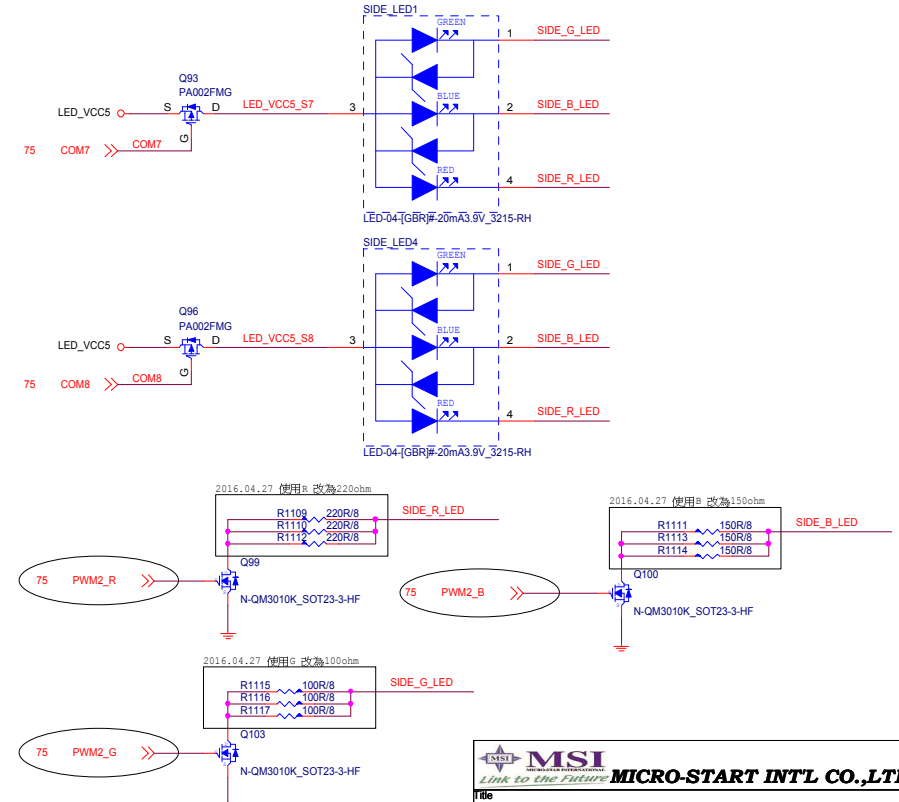 SIDE_LED1
GREEN
1 SIDE_G_LED
Q93
PA002FMG
BLUE
LED_VCC5 S D LED_VCC5_S7 3 2 SIDE_B_LED
G
75 COM7 COM7
RED
4 SIDE_R_LED
LED-04-[GBR]#-20mA3.9V_3215-RH
SIDE_LED4
GREEN
1 SIDE_G_LED
Q96
PA002FMG
BLUE
LED_VCC5 S D LED_VCC5_S8 3 2 SIDE_B_LED
G
75 COM8 COM8
RED
4 SIDE_R_LED
LED-04-[GBR]#-20mA3.9V_3215-RH
2016.04.27 使用R 改為220ohm
R1109 220R/8 SIDE_R_LED
R1110 220R/8
R1112 220R/8
Q99
75 PWM2_R
N-QM3010K_SOT23-3-HF
2016.04.27 使用B 改為150ohm
R1111 150R/8 SIDE_B_LED
R1113 150R/8
R1114 150R/8
Q100
75 PWM2_B
N-QM3010K_SOT23-3-HF
2016.04.27 使用G 改為100ohm
R1115 100R/8 SIDE_G_LED
R1116 100R/8
R1117 100R/8
Q103
75 PWM2_G
N-QM3010K_SOT23-3-HF
MSI MSI
MICRO-STAR INTERNATIONAL
Link to the Future MICRO-START INT'L CO.,LT
Title